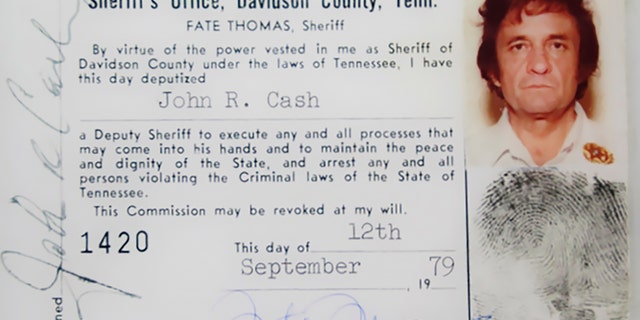 Sheriff's Office, Davidson County, Tenn.
FATE THOMAS, Sheriff
By virtue of the power vested in me as Sheriff of
Davidson County under the laws of Tennessee, I have
this day deputized
John R. Cash
a Deputy Sheriff to execute any and all processes that
may come into his hands and to maintain the peace
and dignity of the State, and arrest any and all
persons violating the Criminal laws of the State of
Tennessee.
This Commission may be revoked at my will.
1420
This day of 12th
September 19 79
John R Cash